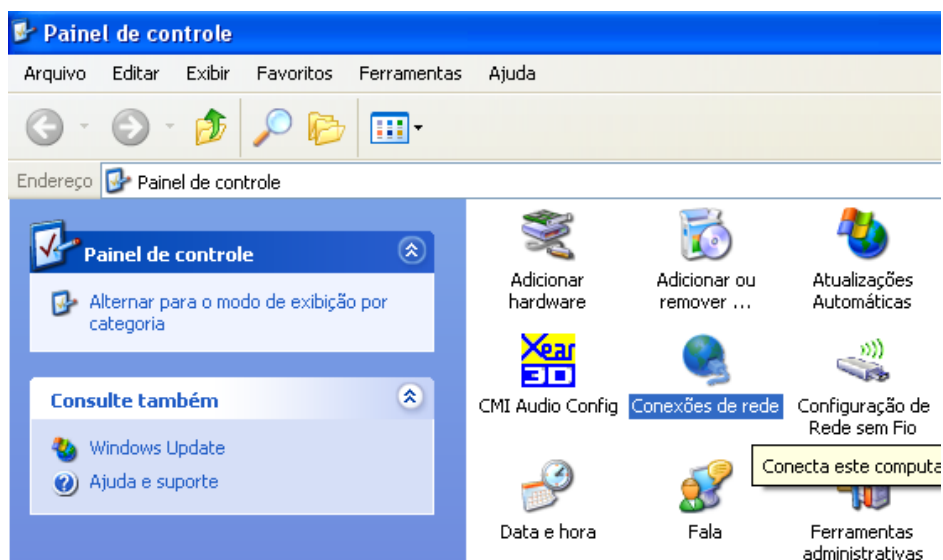 Painel de controle
Arquivo Editar Exibir Favoritos Ferramentas Ajuda
Endereço Painel de controle
Painel de controle
Alternar para o modo de exibição por
categoria
Consulte também
Windows Update
Ajuda e suporte
Adicionar
hardware
Adicionar ou
remover ...
Atualizações
Automáticas
Xear
3D
CMI Audio Config
Conexões de rede
Configuração de
Rede sem Fio
Conecta este computa
Data e hora
Fala
Ferramentas
administrativas